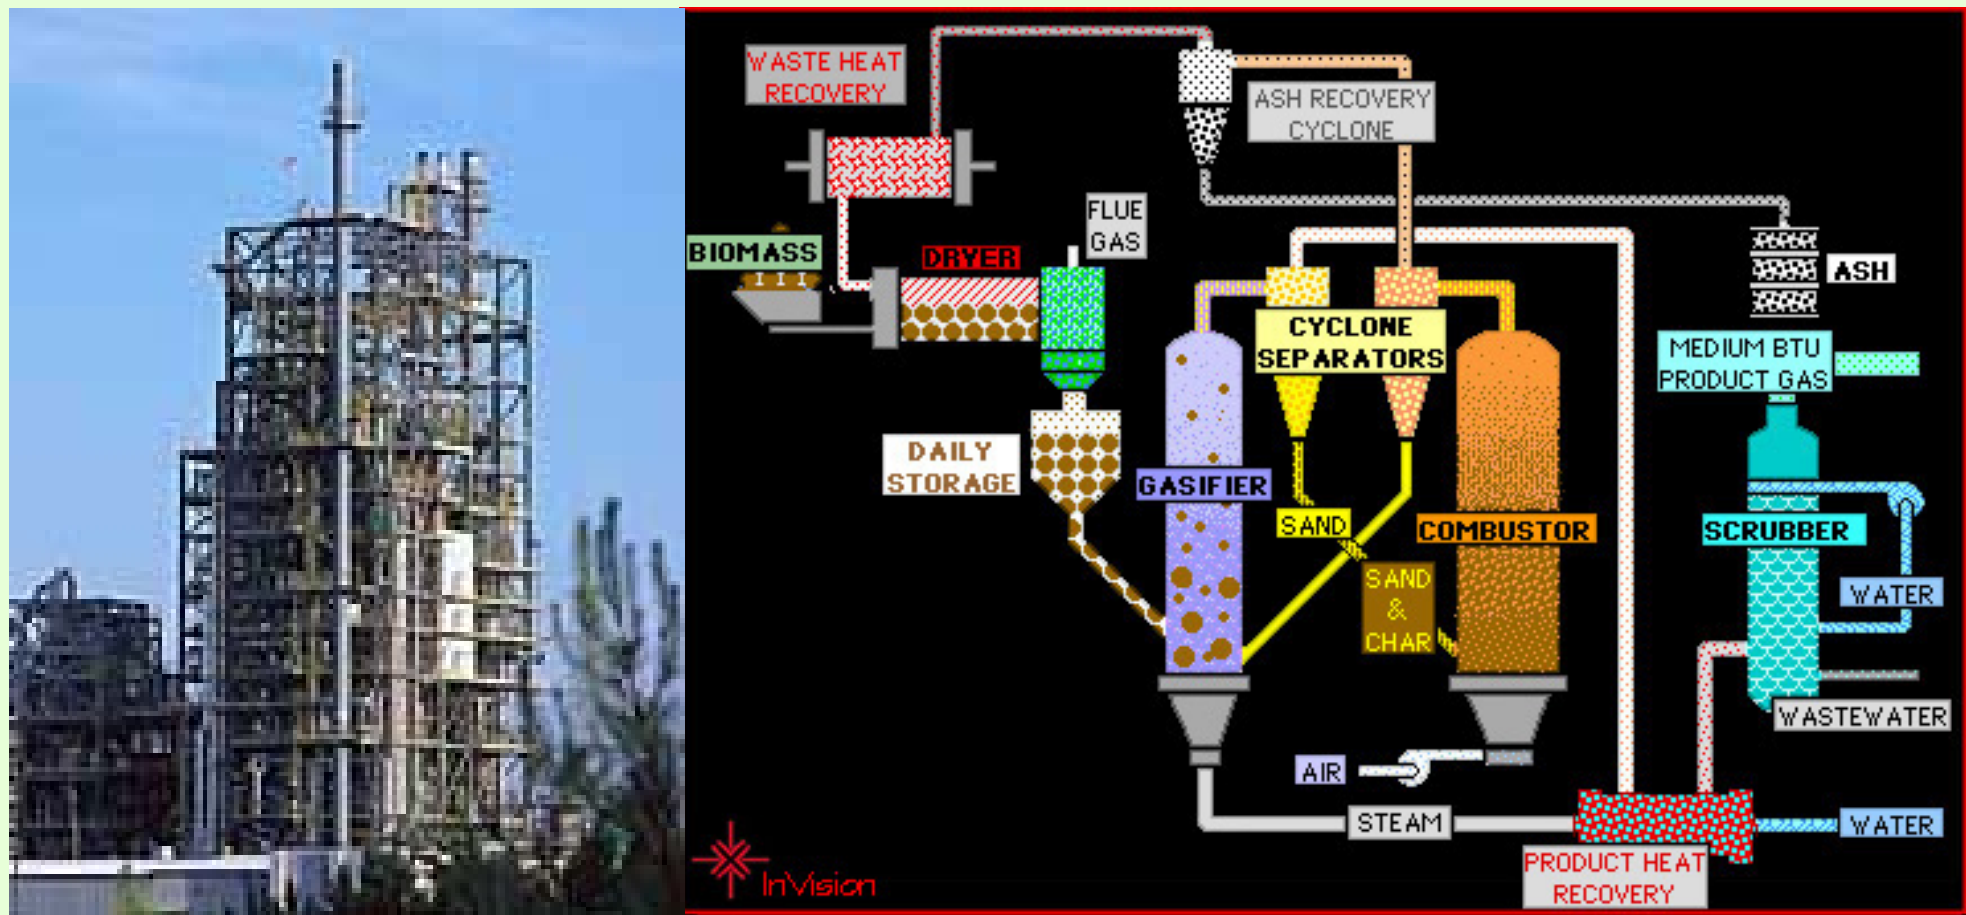 WASTE HEAT
RECOVERY
ASH RECOVERY
CYCLONE
FLUE
GAS
BIOMASS
DRYER
ASH
CYCLONE
SEPARATORS
MEDIUM BTU
PRODUCT GAS
DAILY
STORAGE
GASIFIER
SAND
COMBUSTOR
SCRUBBER
SAND
&
CHAR
WATER
WASTEWATER
AIR
STEAM
WATER
PRODUCT HEAT
RECOVERY
InVision